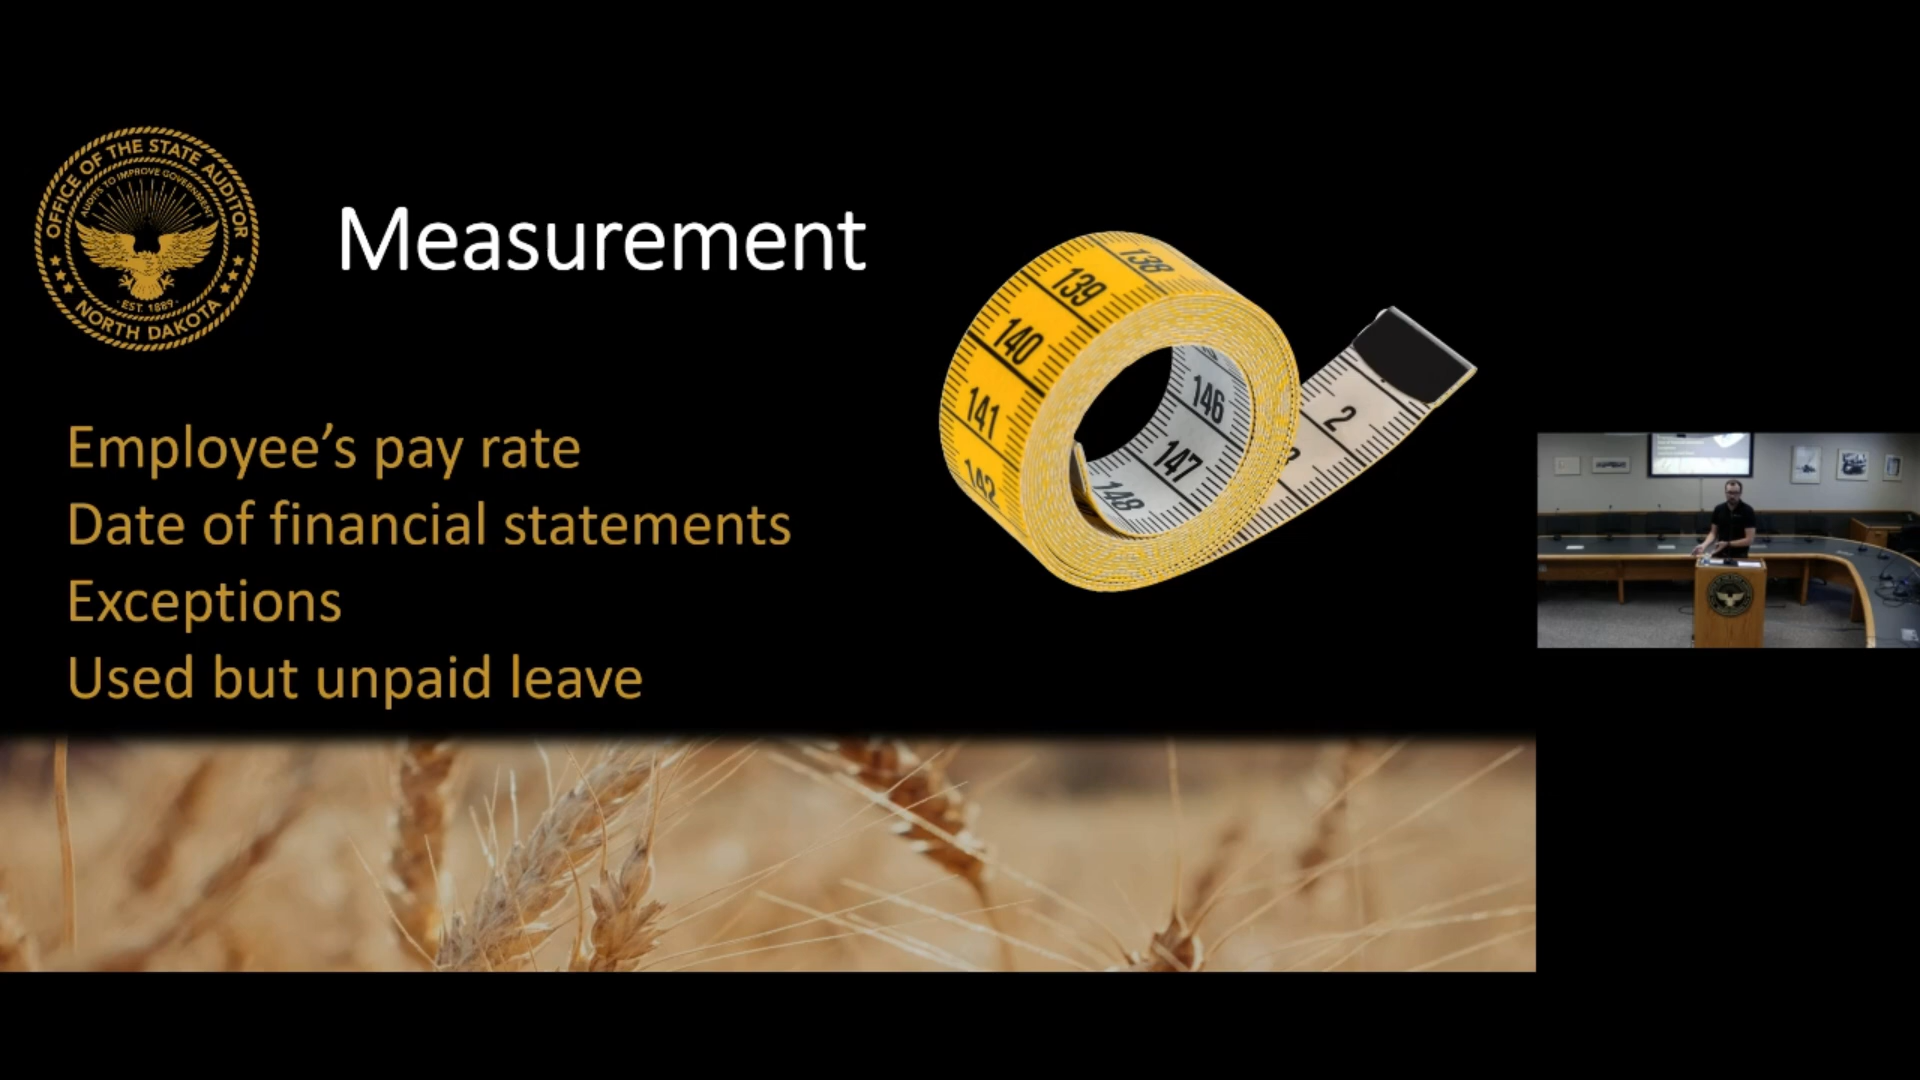 OFFICE OF THE STATE AUDITOR
AUDITS TO IMPROVE GOVERNMENT
EST. 1889
NORTH DAKOTA
Measurement
Employee's pay rate
Date of financial statements
Exceptions
Used but unpaid leave
138
139
140
141
142
146
147
148
2